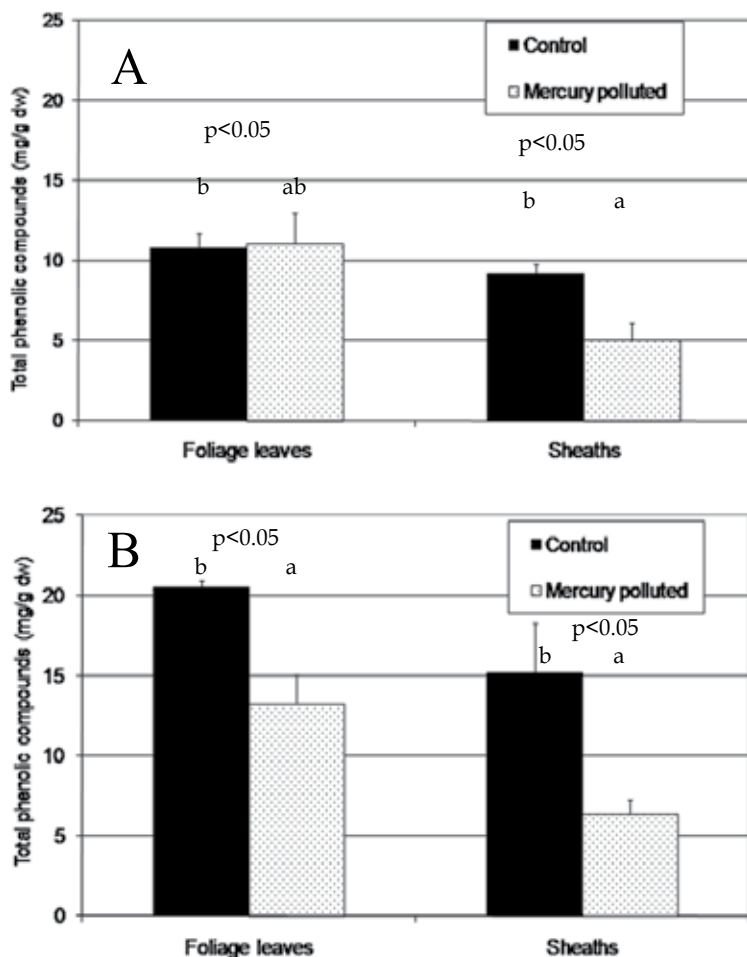 25
20
15
10
5
0
Total phenolic compounds (mg/g dw)
A
Control
Mercury polluted
p<0.05
p<0.05
b ab
b a
Foliage leaves Sheaths
25
20
15
10
5
0
Total phenolic compounds (mg/g dw)
B
Control
Mercury polluted
p<0.05
b a
p<0.05
b a
Foliage leaves Sheaths